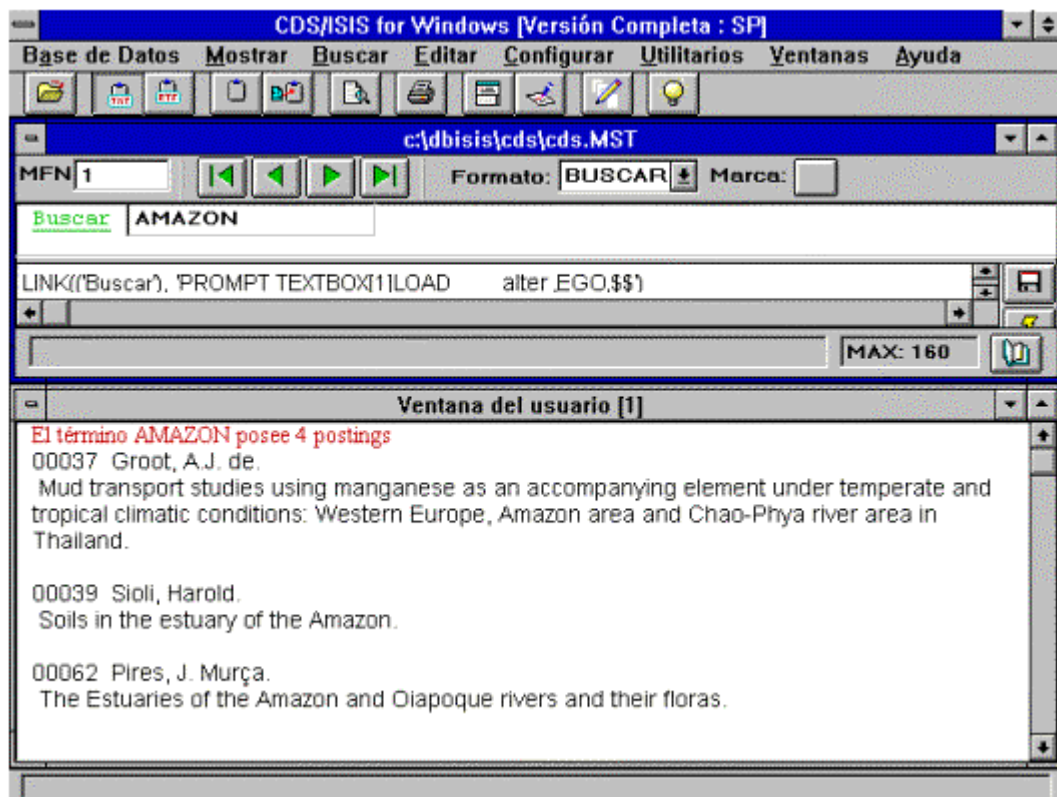 CDS/ISIS for Windows [Versión Completa : SP]
Base de Datos Mostrar Buscar Editar Configurar Utilitarios Ventanas Ayuda
c:\dbisis\cds\cds.MST
MFN 1 Formato: BUSCAR Marca:
Buscar AMAZON
LINK(('Buscar'), 'PROMPT TEXTBOX[1]LOAD alter ,EGO,$$')
MAX: 160
Ventana del usuario [1]
El término AMAZON posee 4 postings
00037 Groot, A.J. de.
Mud transport studies using manganese as an accompanying element under temperate and
tropical climatic conditions: Western Europe, Amazon area and Chao-Phya river area in
Thailand.
00039 Sioli, Harold.
Soils in the estuary of the Amazon.
00062 Pires, J. Murça.
The Estuaries of the Amazon and Oiapoque rivers and their floras.